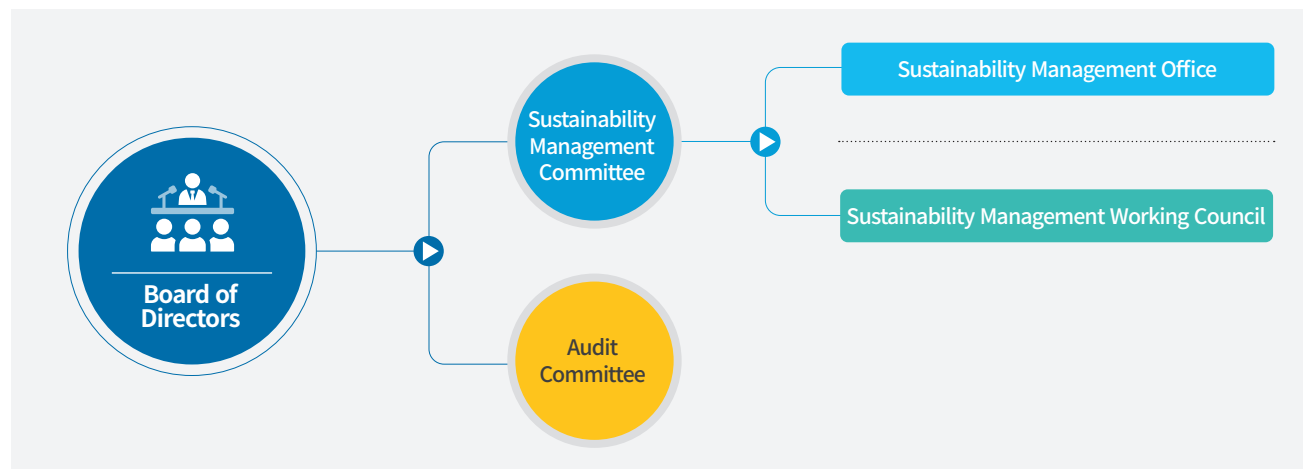 Board of
Directors
Sustainability
Management
Committee
Audit
Committee
Sustainability Management Office
Sustainability Management Working Council